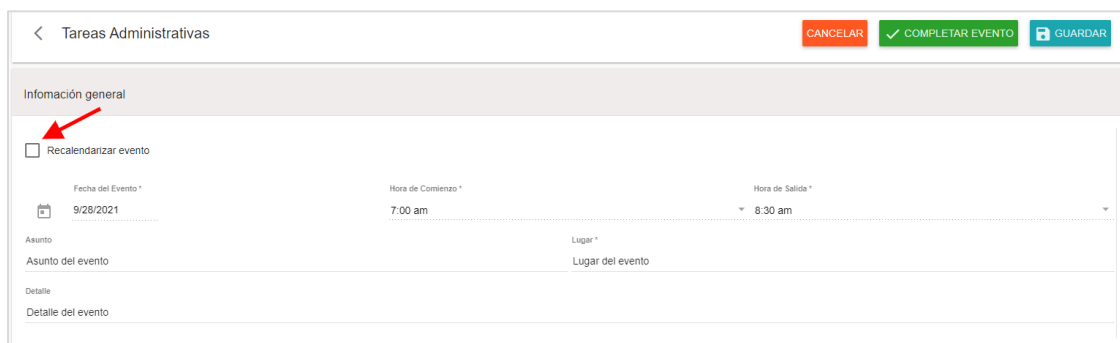 Tareas Administrativas
CANCELAR
COMPLETAR EVENTO
GUARDAR
Infomación general
Recalendarizar evento
Fecha del Evento * Hora de Comienzo * Hora de Salida *
9/28/2021 7:00 am 8:30 am
Asunto Lugar *
Asunto del evento Lugar del evento
Detalle
Detalle del evento